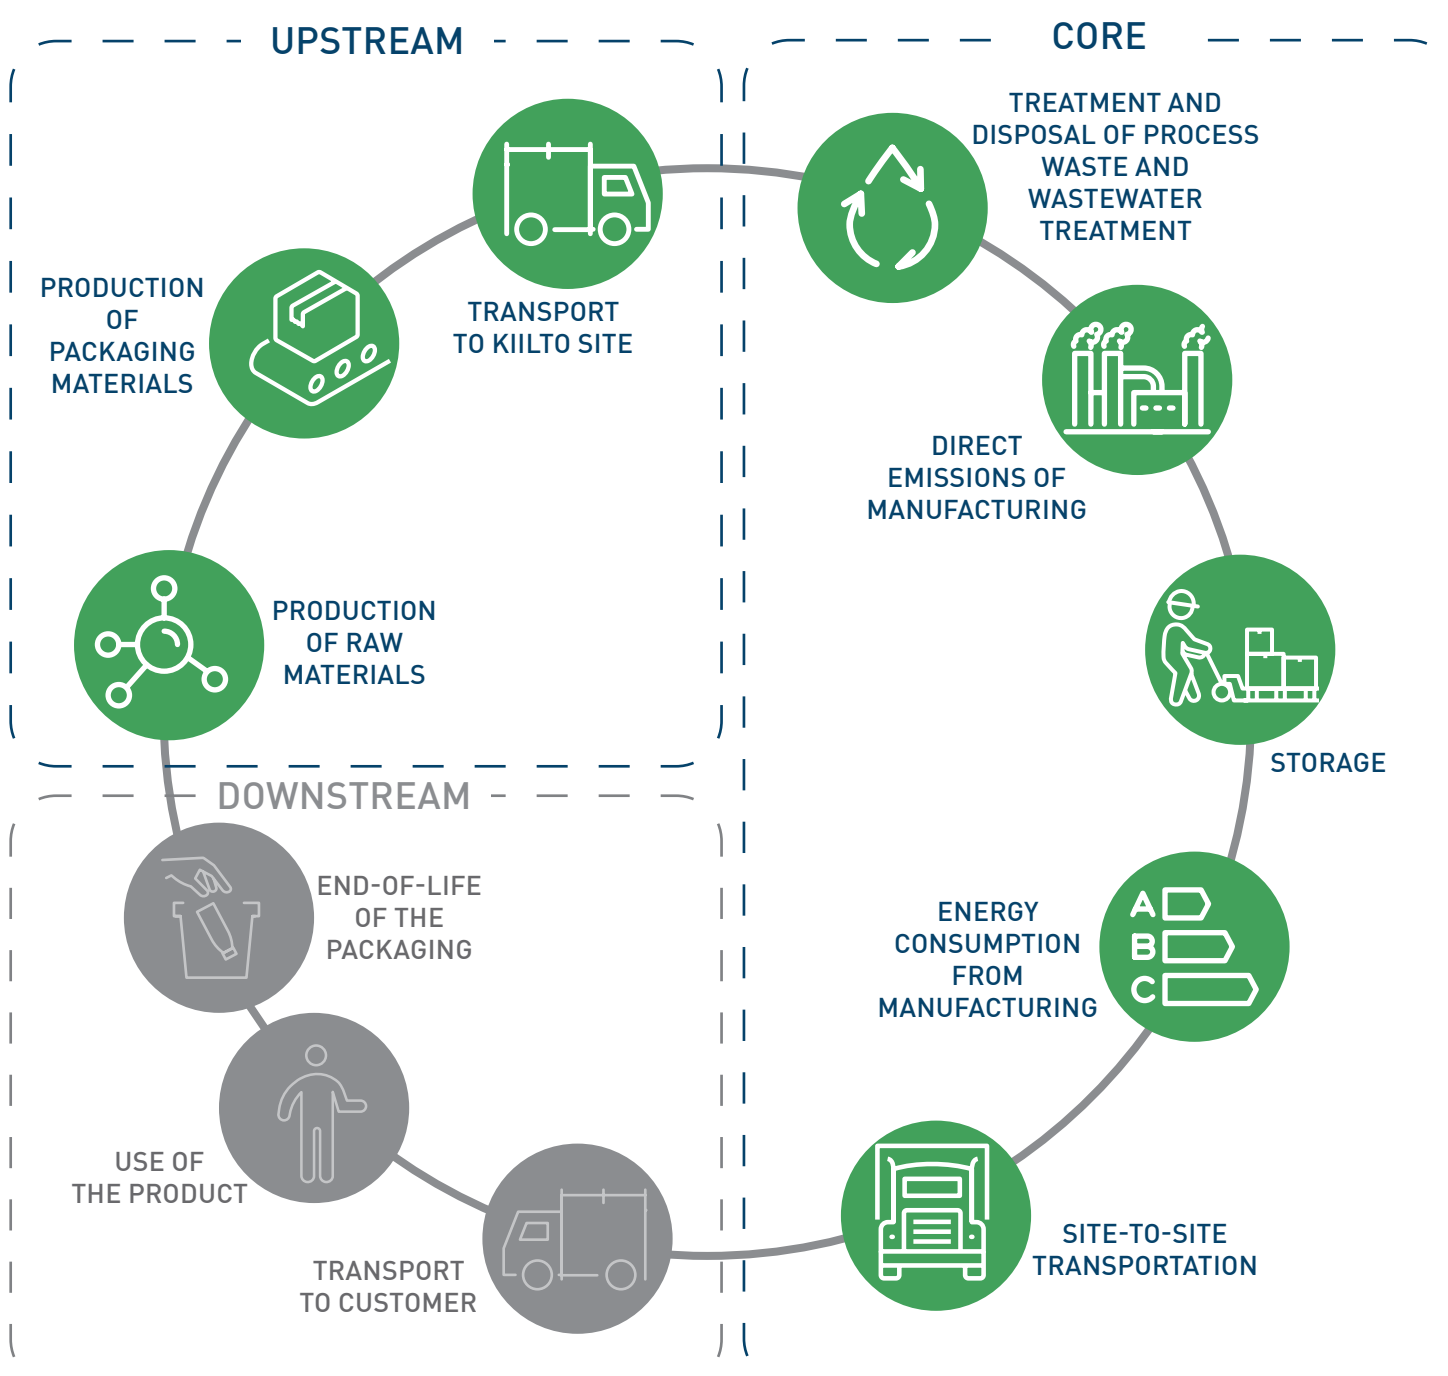 UPSTREAM
PRODUCTION
OF
PACKAGING
MATERIALS
TRANSPORT
TO KIILTO SITE
PRODUCTION
OF RAW
MATERIALS
CORE
TREATMENT AND
DISPOSAL OF PROCESS
WASTE AND
WASTEWATER
TREATMENT
DIRECT
EMISSIONS OF
MANUFACTURING
STORAGE
A
B
C
ENERGY
CONSUMPTION
FROM
MANUFACTURING
SITE-TO-SITE
TRANSPORTATION
DOWNSTREAM
END-OF-LIFE
OF THE
PACKAGING
USE OF
THE PRODUCT
TRANSPORT
TO CUSTOMER